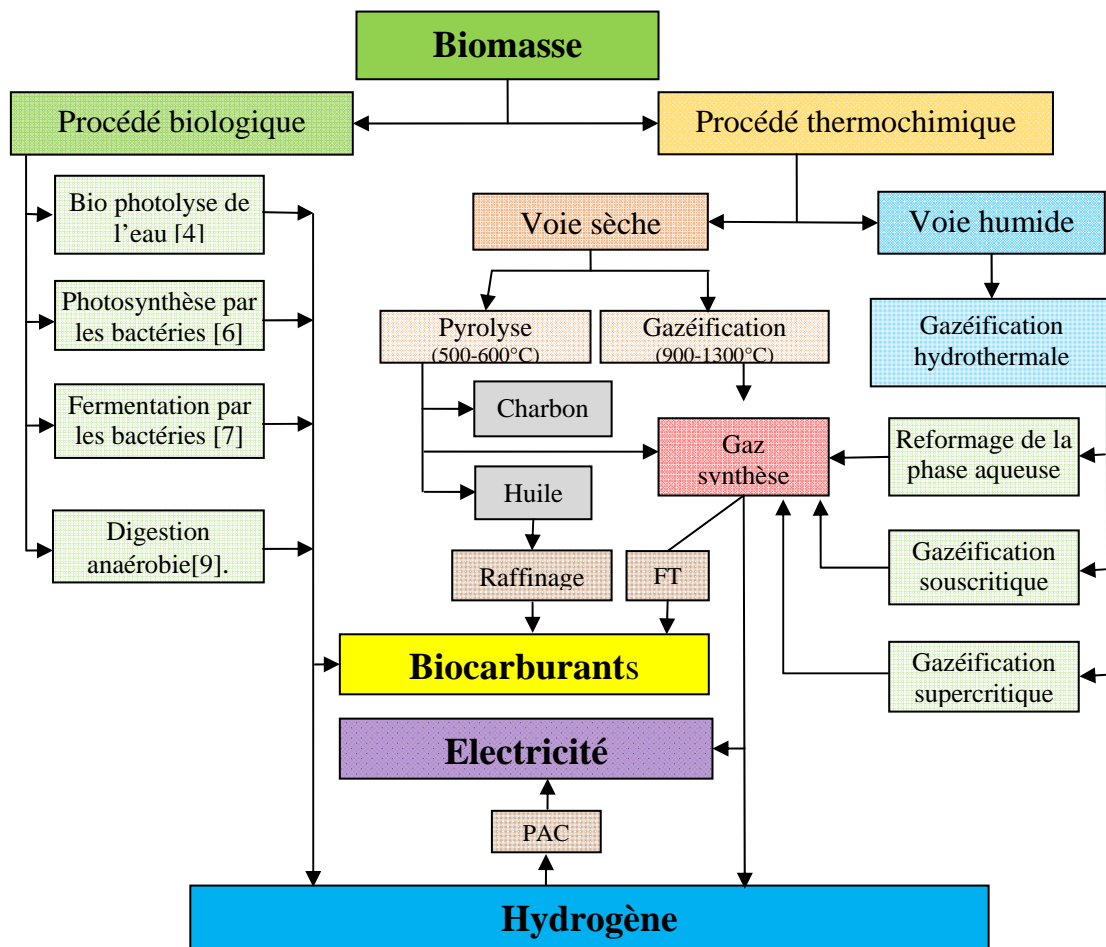 Biomasse
Procédé biologique
Procédé thermochimique
Bio photolyse de
l'eau [4]
Voie sèche
Voie humide
Photosynthèse par
les bactéries [6]
Pyrolyse
(500-600°C)
Gazéification
(900-1300°C)
Gazéification
hydrothermale
Fermentation par
les bactéries [7]
Charbon
Gaz
synthèse
Reformage de la
phase aqueuse
Huile
Digestion
anaérobie[9].
Raffinage
FT
Gazéification
souscritique
Biocarburants
Gazéification
supercritique
Electricité
PAC
Hydrogène